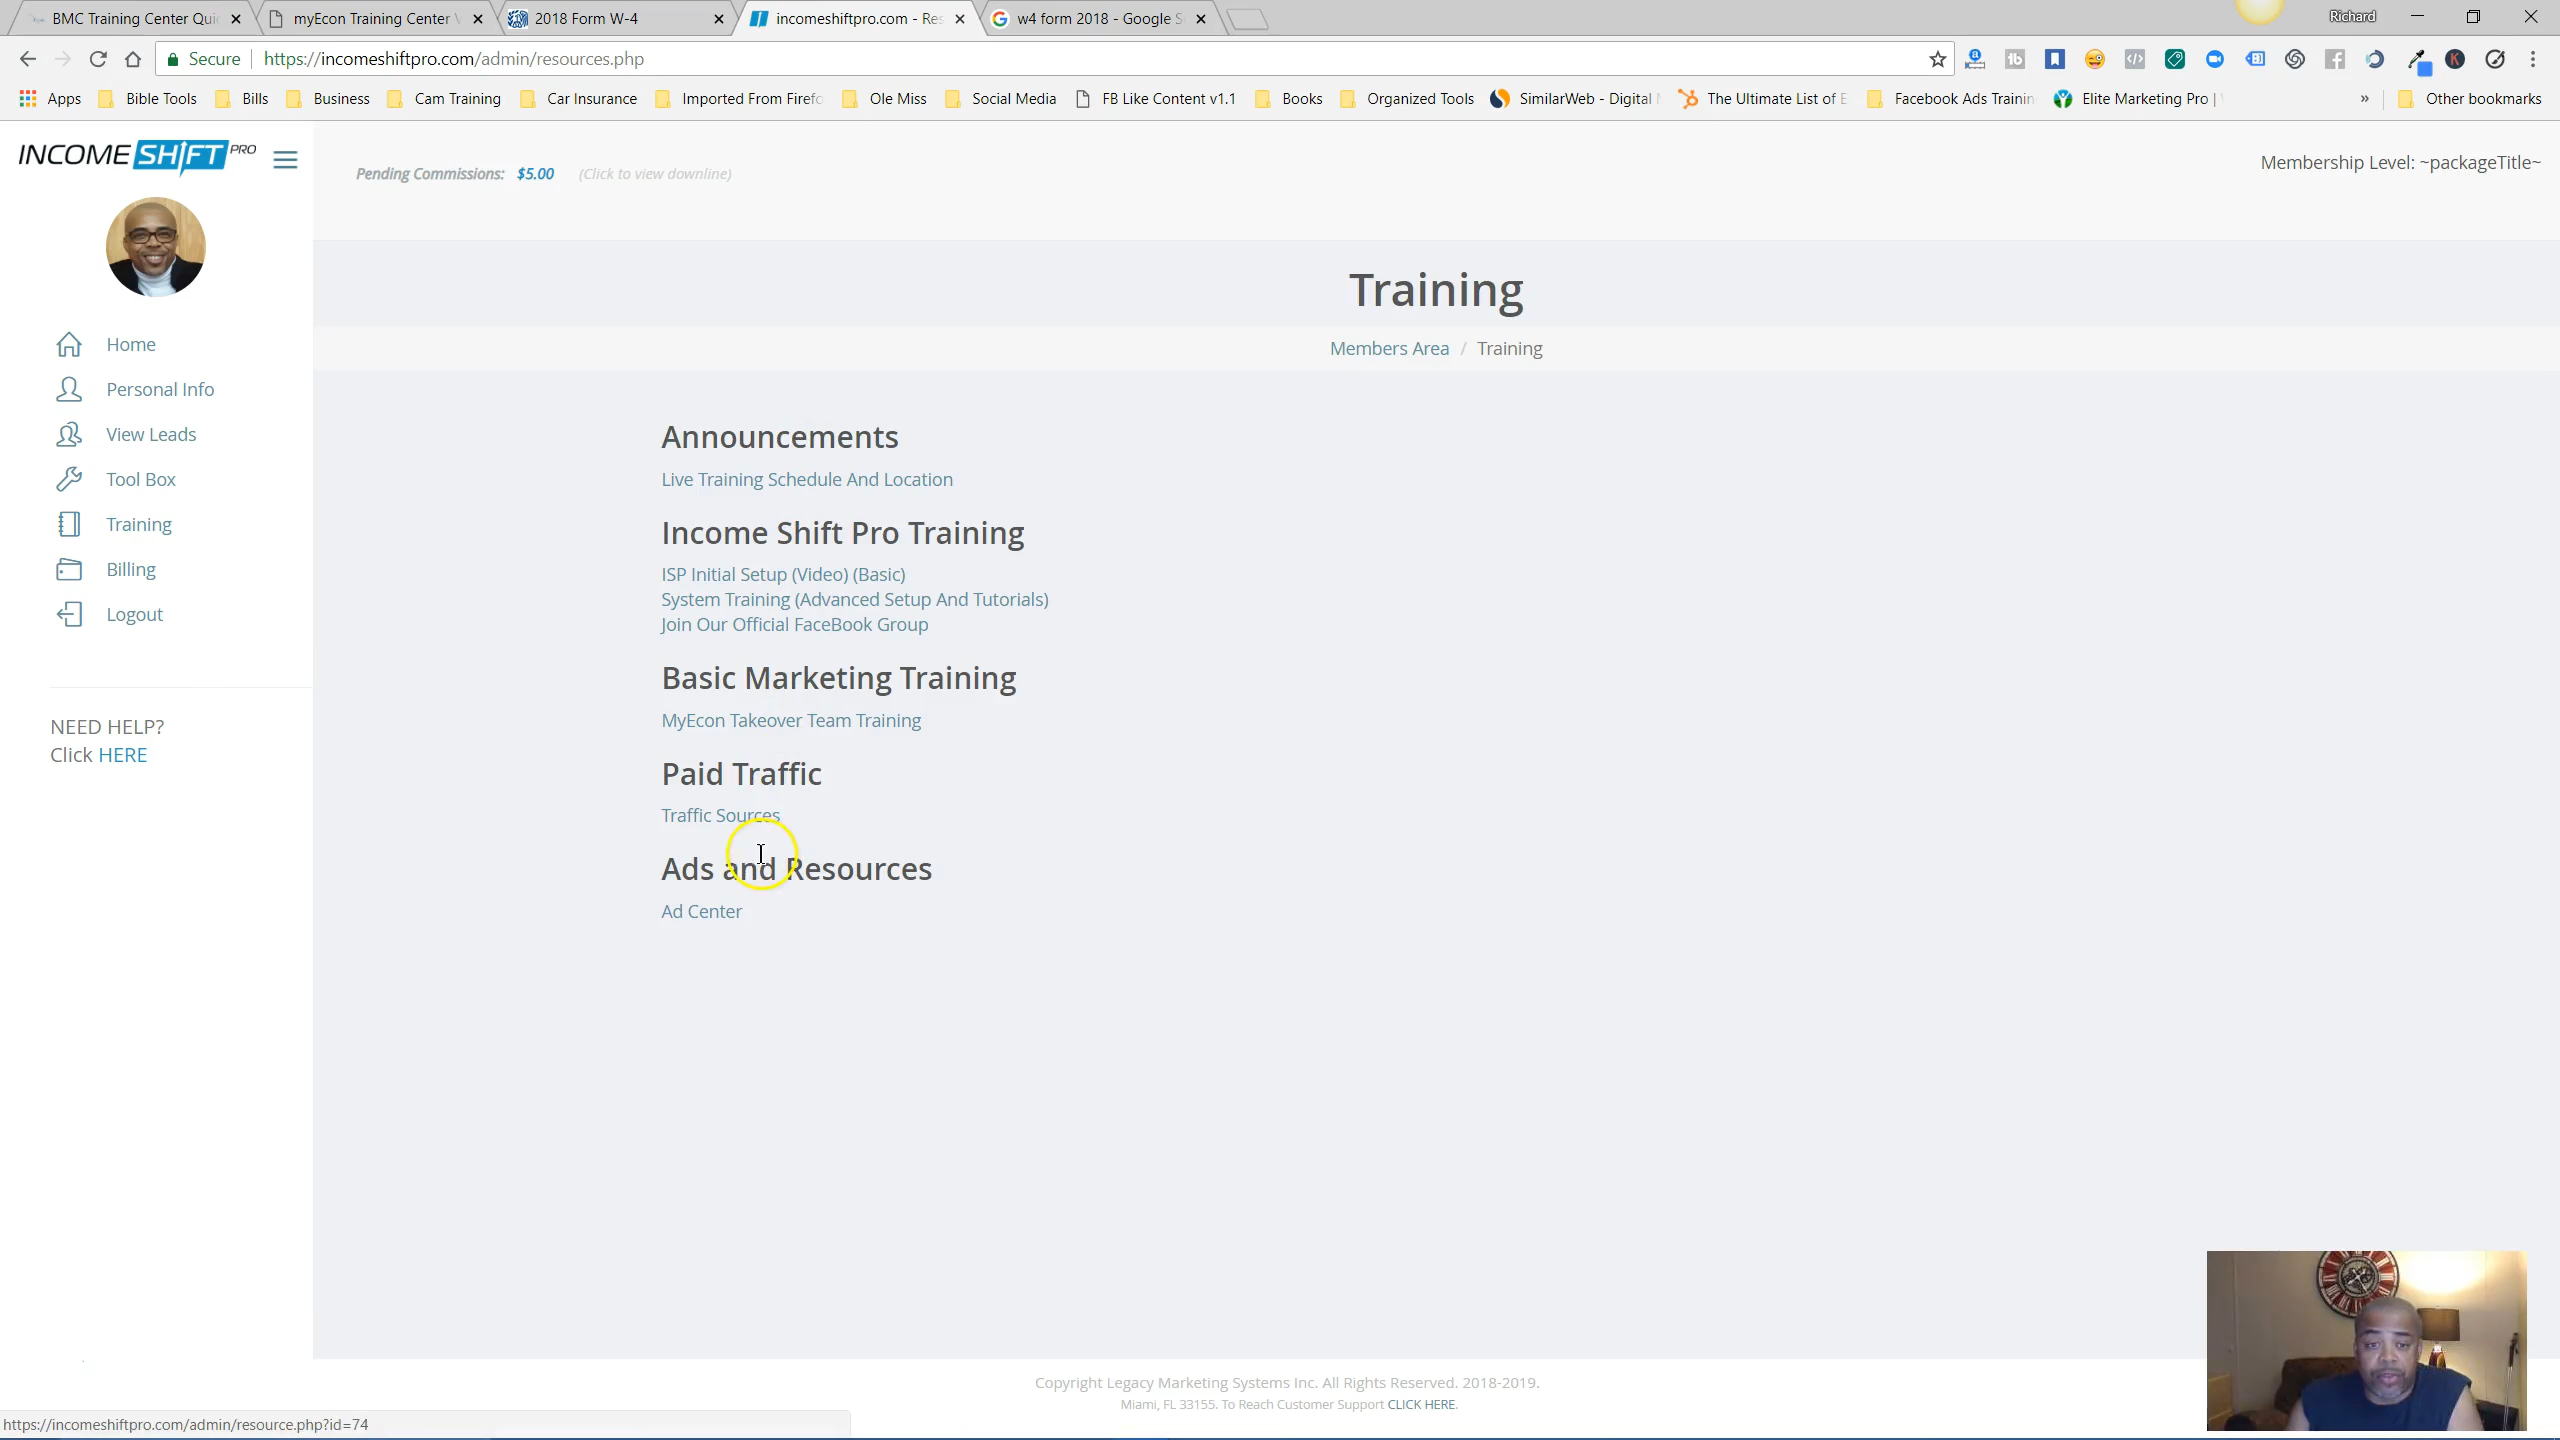 BMC Training Center Qui
myEcon Training Center
2018 Form W-4
incomeshiftpro.com - Res
w4 form 2018 - Google S
Richard
Secure
https://incomeshiftpro.com/admin/resources.php
Apps
Bible Tools
Bills
Business
Cam Training
Car Insurance
Imported From Firefo
Ole Miss
Social Media
FB Like Content v1.1
Books
Organized Tools
SimilarWeb - Digital
The Ultimate List of E
Facebook Ads Trainin
Elite Marketing Pro |
»
Other bookmarks
INCOME SHIFT PRO
Pending Commissions: $5.00 (Click to view downline)
Membership Level: ~packageTitle~
Home
Personal Info
View Leads
Tool Box
Training
Billing
Logout
NEED HELP?
Click HERE
Training
Members Area / Training
Announcements
Live Training Schedule And Location
Income Shift Pro Training
ISP Initial Setup (Video) (Basic)
System Training (Advanced Setup And Tutorials)
Join Our Official FaceBook Group
Basic Marketing Training
MyEcon Takeover Team Training
Paid Traffic
Traffic Sources
Ads and Resources
Ad Center
Copyright Legacy Marketing Systems Inc. All Rights Reserved. 2018-2019.
Miami, FL 33155. To Reach Customer Support CLICK HERE.
https://incomeshiftpro.com/admin/resource.php?id=74